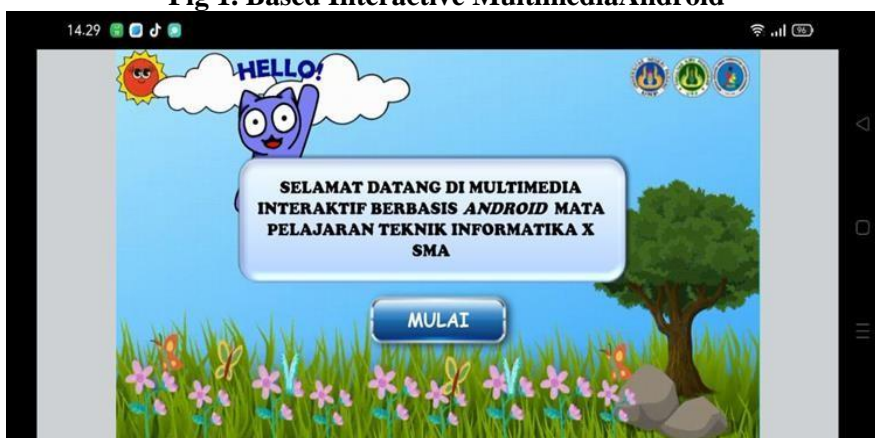 Fig 1. Based Interactive MultimediaAndroid
14.29
96
HELLO!
SELAMAT DATANG DI MULTIMEDIA
INTERAKTIF BERBASIS ANDROID MATA
PELAJARAN TEKNIK INFORMATIKA X
SMA
MULAI